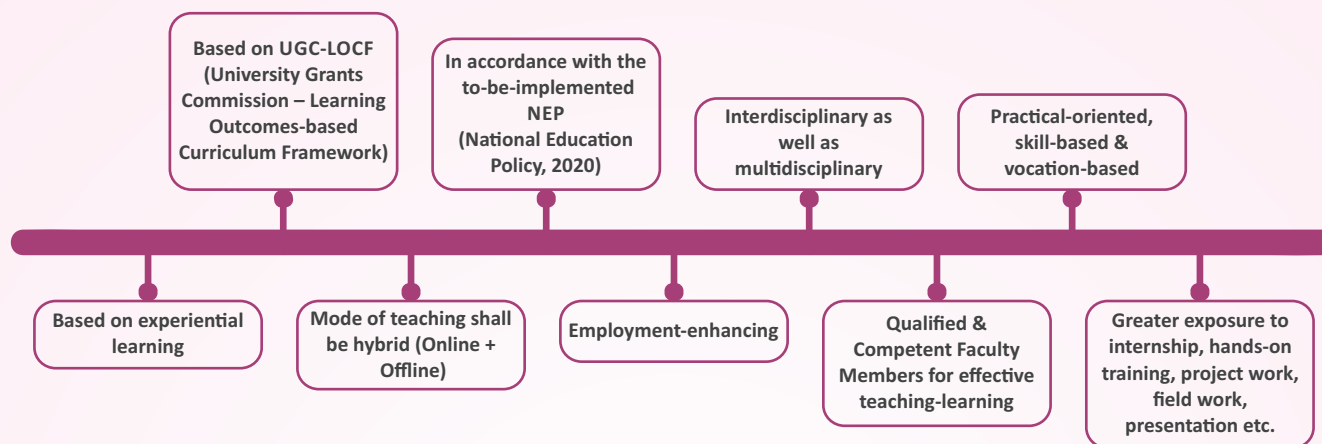 Based on UGC-LOCF
(University Grants
Commission – Learning
Outcomes-based
Curriculum Framework)
In accordance with the
to-be-implemented
NEP
(National Education
Policy, 2020)
Interdisciplinary as
well as
multidisciplinary
Practical-oriented,
skill-based &
vocation-based
Based on experiential
learning
Mode of teaching shall
be hybrid (Online +
Offline)
Employment-enhancing
Qualified &
Competent Faculty
Members for effective
teaching-learning
Greater exposure to
internship, hands-on
training, project work,
field work,
presentation etc.